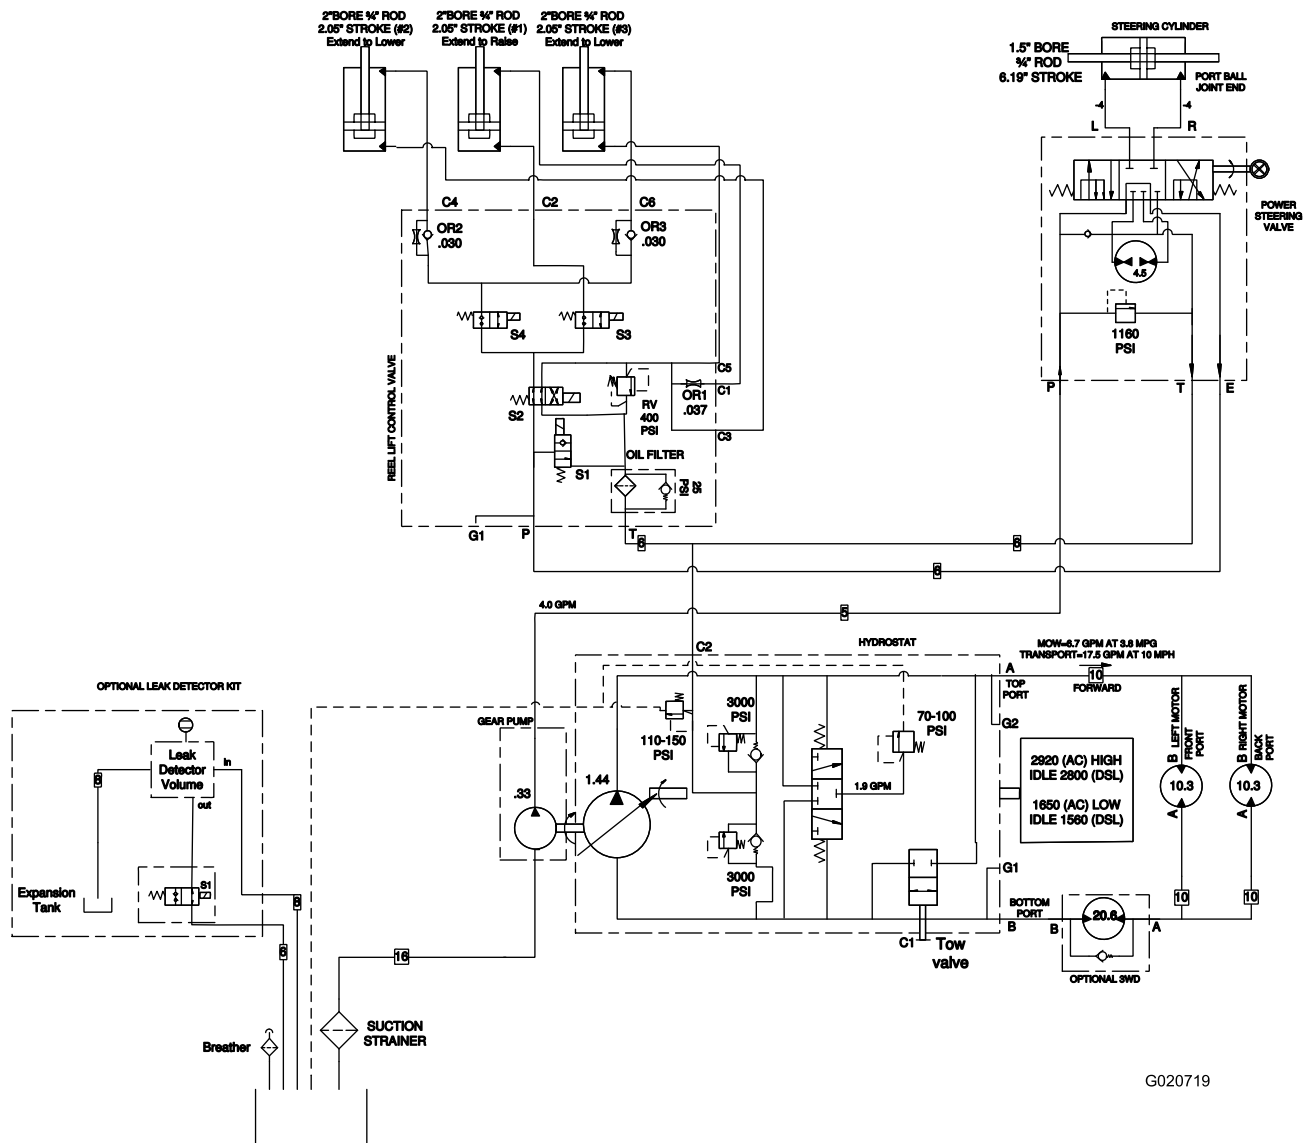 2"BORE ¾" ROD
2.05" STROKE (#2)
Extend to Lower
2"BORE ¾" ROD
2.05" STROKE (#1)
Extend to Raise
2"BORE ¾" ROD
2.05" STROKE (#3)
Extend to Lower
STEERING CYLINDER
1.5" BORE
¾" ROD
6.19" STROKE
PORT BALL
JOINT END
-4
-4
L
R
POWER
STEERING
VALVE
4.5
1160
PSI
P
T
E
C4
C2
C6
OR2
.030
OR3
.030
S4
S3
REEL LIFT CONTROL VALVE
S2
RV
400
PSI
OR1
.037
C5
C1
C3
S1
OIL FILTER
25
PSI
G1
P
T
6
6
6
4.0 GPM
5
C2
HYDROSTAT
MOW=6.7 GPM AT 3.8 MPG
TRANSPORT=17.5 GPM AT 10 MPH
A
TOP
PORT
10
FORWARD
G2
OPTIONAL LEAK DETECTOR KIT
Leak
Detector
Volume
in
out
8
S1
Expansion
Tank
8
8
GEAR PUMP
.33
1.44
110-150
PSI
3000
PSI
3000
PSI
70-100
PSI
1.9 GPM
2920 (AC) HIGH
IDLE 2800 (DSL)
1650 (AC) LOW
IDLE 1560 (DSL)
B
LEFT MOTOR
FRONT
PORT
10.3
A
B
RIGHT MOTOR
BACK
PORT
10.3
A
10
10
G1
BOTTOM
PORT
B
B
20.6
A
OPTIONAL 3WD
C1
Tow
valve
16
SUCTION
STRAINER
Breather
G020719